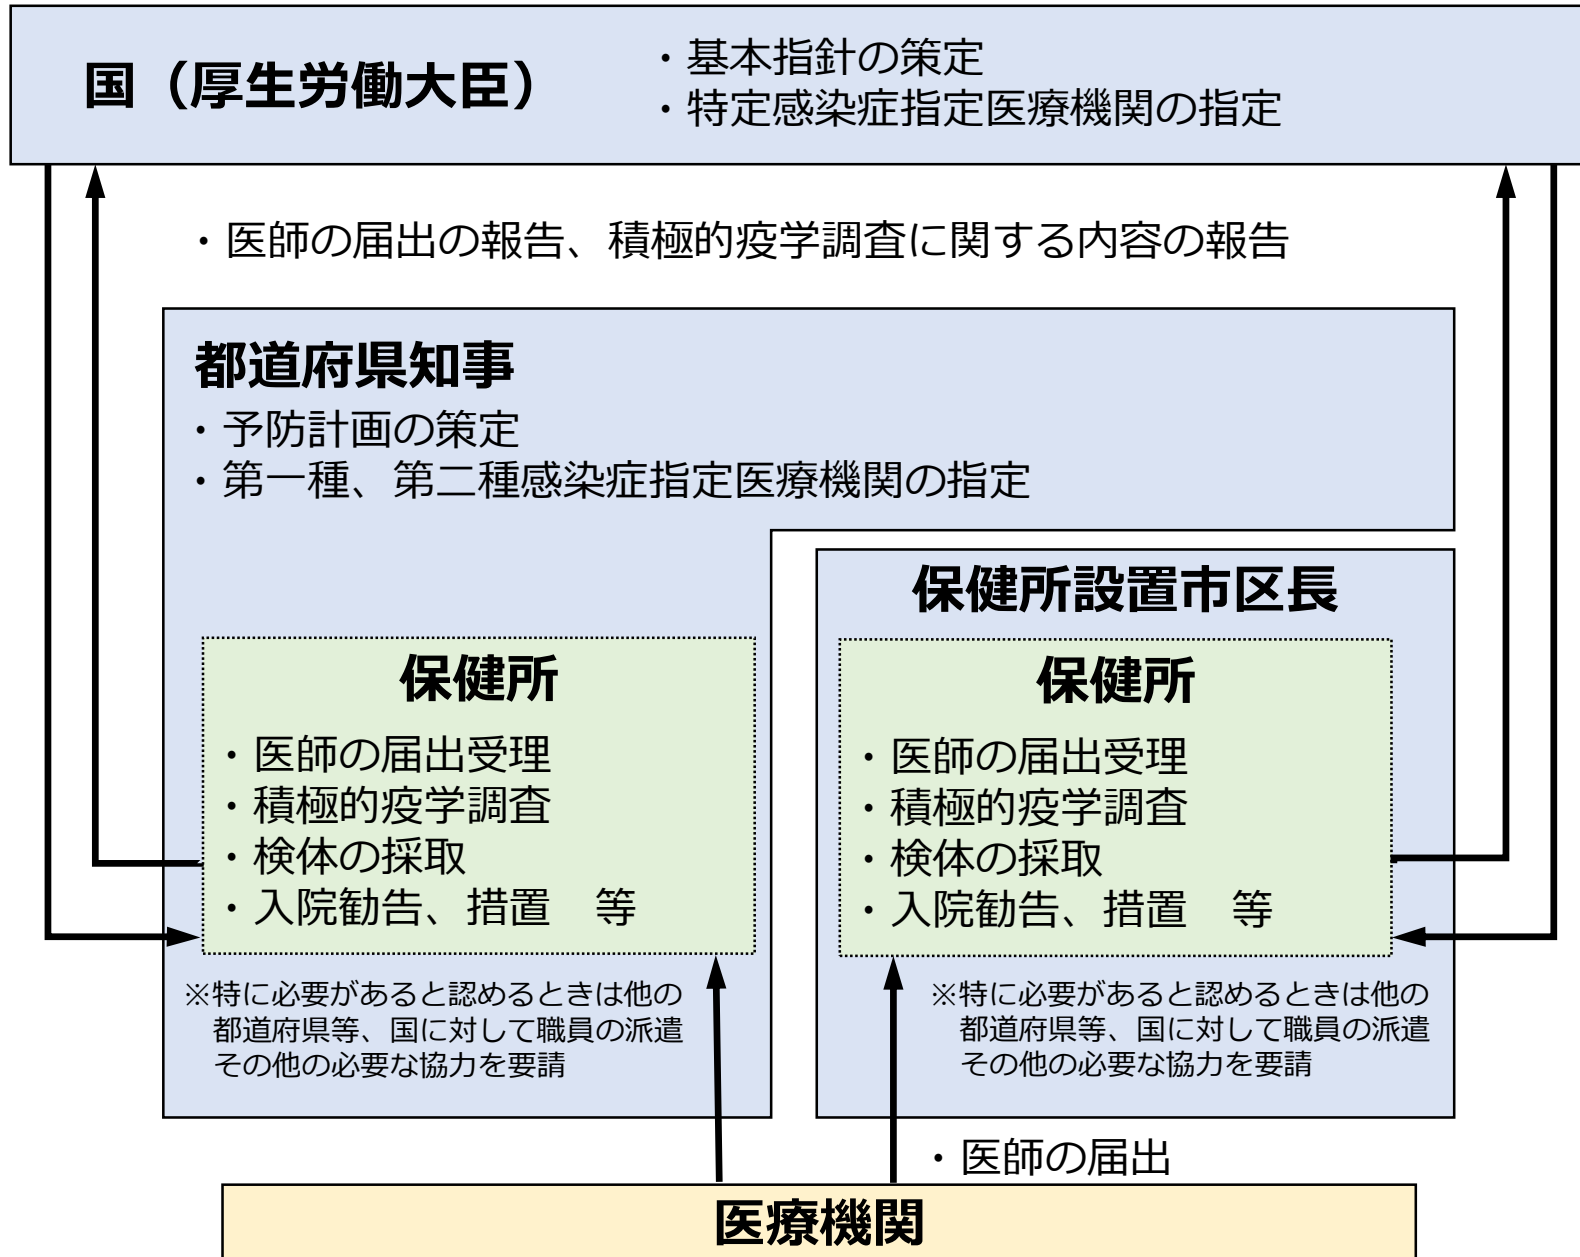 国（厚生労働大臣）
・基本指針の策定
・特定感染症指定医療機関の指定
・医師の届出の報告、積極的疫学調査に関する内容の報告
都道府県知事
・予防計画の策定
・第一種、第二種感染症指定医療機関の指定
保健所
・医師の届出受理
・積極的疫学調査
・検体の採取
・入院勧告、措置　等
※特に必要があると認めるときは他の
都道府県等、国に対して職員の派遣
その他の必要な協力を要請
保健所設置市区長
保健所
・医師の届出受理
・積極的疫学調査
・検体の採取
・入院勧告、措置　等
※特に必要があると認めるときは他の
都道府県等、国に対して職員の派遣
その他の必要な協力を要請
・医師の届出
医療機関